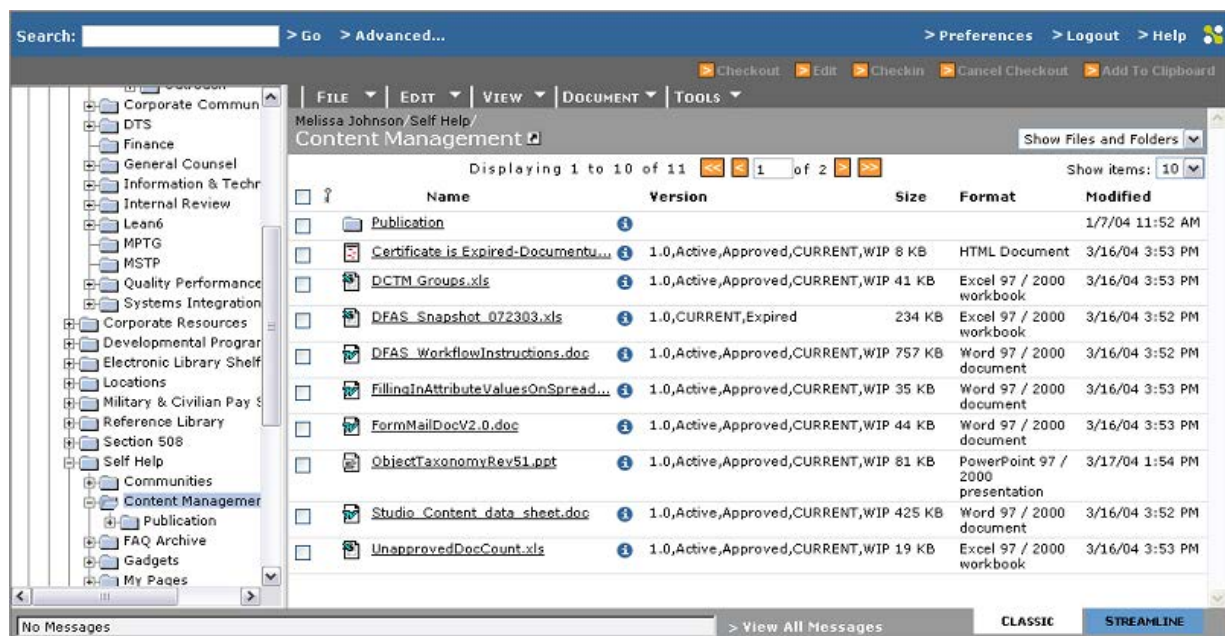 Search: > Go > Advanced... > Preferences > Logout > Help
Checkout Edit Checkin Cancel Checkout Add To Clipboard
FILE EDIT VIEW DOCUMENT TOOLS
Corporate Commun
DTS
Finance
General Counsel
Information & Techr
Internal Review
Lean6
MPTG
MSTP
Quality Performance
Systems Integration
Corporate Resources
Developmental Prograr
Electronic Library Shelf
Locations
Military & Civilian Pay S
Reference Library
Section 508
Self Help
Communities
Content Managemer
Publication
FAQ Archive
Gadgets
My Pages
Melissa Johnson/Self Help/
Content Management
Show Files and Folders
Displaying 1 to 10 of 11 << < 1 of 2 > >> Show items: 10
Name Version Size Format Modified
Publication 1/7/04 11:52 AM
Certificate is Expired-Documentu... 1.0,Active,Approved,CURRENT,WIP 8 KB HTML Document 3/16/04 3:53 PM
DCTM Groups.xls 1.0,Active,Approved,CURRENT,WIP 41 KB Excel 97 / 2000 3/16/04 3:53 PM
workbook
DFAS_Snapshot_072303.xls 1.0,CURRENT,Expired 234 KB Excel 97 / 2000 3/16/04 3:52 PM
workbook
DFAS_WorkflowInstructions.doc 1.0,Active,Approved,CURRENT,WIP 757 KB Word 97 / 2000 3/16/04 3:52 PM
document
FillingInAttributeValuesOnSpread... 1.0,Active,Approved,CURRENT,WIP 35 KB Word 97 / 2000 3/16/04 3:53 PM
document
FormMailDocV2.0.doc 1.0,Active,Approved,CURRENT,WIP 44 KB Word 97 / 2000 3/16/04 3:53 PM
document
ObjectTaxonomyRev51.ppt 1.0,Active,Approved,CURRENT,WIP 81 KB PowerPoint 97 / 3/17/04 1:54 PM
2000
presentation
Studio_Content_data_sheet.doc 1.0,Active,Approved,CURRENT,WIP 425 KB Word 97 / 2000 3/16/04 3:52 PM
document
UnapprovedDocCount.xls 1.0,Active,Approved,CURRENT,WIP 19 KB Excel 97 / 2000 3/16/04 3:53 PM
workbook
No Messages > View All Messages CLASSIC STREAMLINE